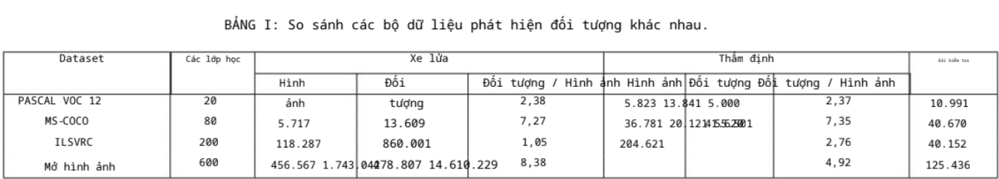 BẢNG I: So sánh các bộ dữ liệu phát hiện đối tượng khác nhau.
Dataset Các lớp học Xe lửa Thẩm định Bài kiểm tra
Hình Đối Đối tượng / Hình ảnh Hình ảnh Đối tượng Đối tượng / Hình ảnh
PASCAL VOC 12 20 ảnh tượng 2,38 5.823 13.841 5.000 2,37 10.991
MS-COCO 80 5.717 13.609 7,27 36.781 20.121 7,35 40.670
ILSVRC 200 118.287 860.001 1,05 204.621 2,76 40.152
Mở hình ảnh 600 456.567 1.743.042 478.807 14.610.229 8,38 4,92 125.436